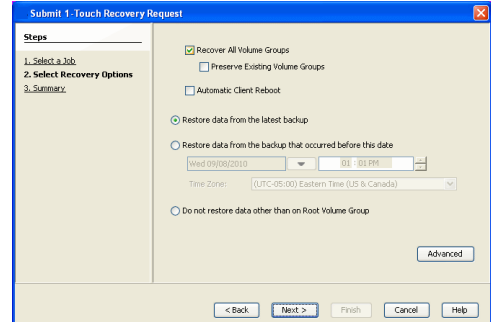 Submit 1-Touch Recovery Request
Steps
1. Select a Job
2. Select Recovery Options
3. Summary
Recover All Volume Groups
Preserve Existing Volume Groups
Automatic Client Reboot
Restore data from the latest backup
Restore data from the backup that occurred before this date
Wed 09/08/2010 01 : 01 PM
Time Zone: (UTC-05:00) Eastern Time (US & Canada)
Do not restore data other than on Root Volume Group
Advanced
< Back Next > Finish Cancel Help